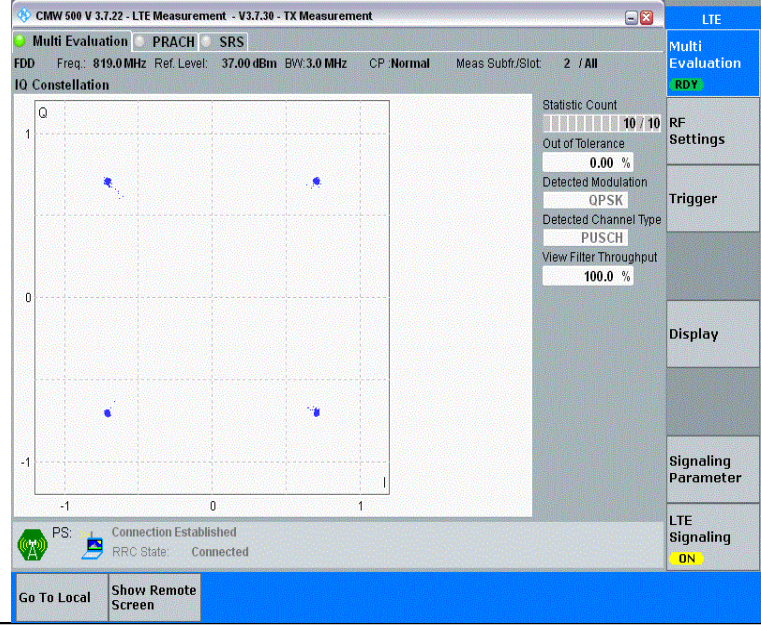 CMW 500 V 3.7.22 - LTE Measurement - V3.7.30 - TX Measurement
LTE
Multi Evaluation PRACH SRS
Multi
Evaluation
RDY
FDD Freq.: 819.0 MHz Ref. Level: 37.00 dBm BW: 3.0 MHz CP :Normal Meas Subfr./Slot: 2 / All
IQ Constellation
Q
1
0
-1
-1
0
1
I
Statistic Count
10 / 10
Out of Tolerance
0.00 %
Detected Modulation
QPSK
Detected Channel Type
PUSCH
View Filter Throughput
100.0 %
RF
Settings
Trigger
Display
Signaling
Parameter
LTE
Signaling
ON
PS: Connection Established
RRC State: Connected
Go To Local
Show Remote
Screen